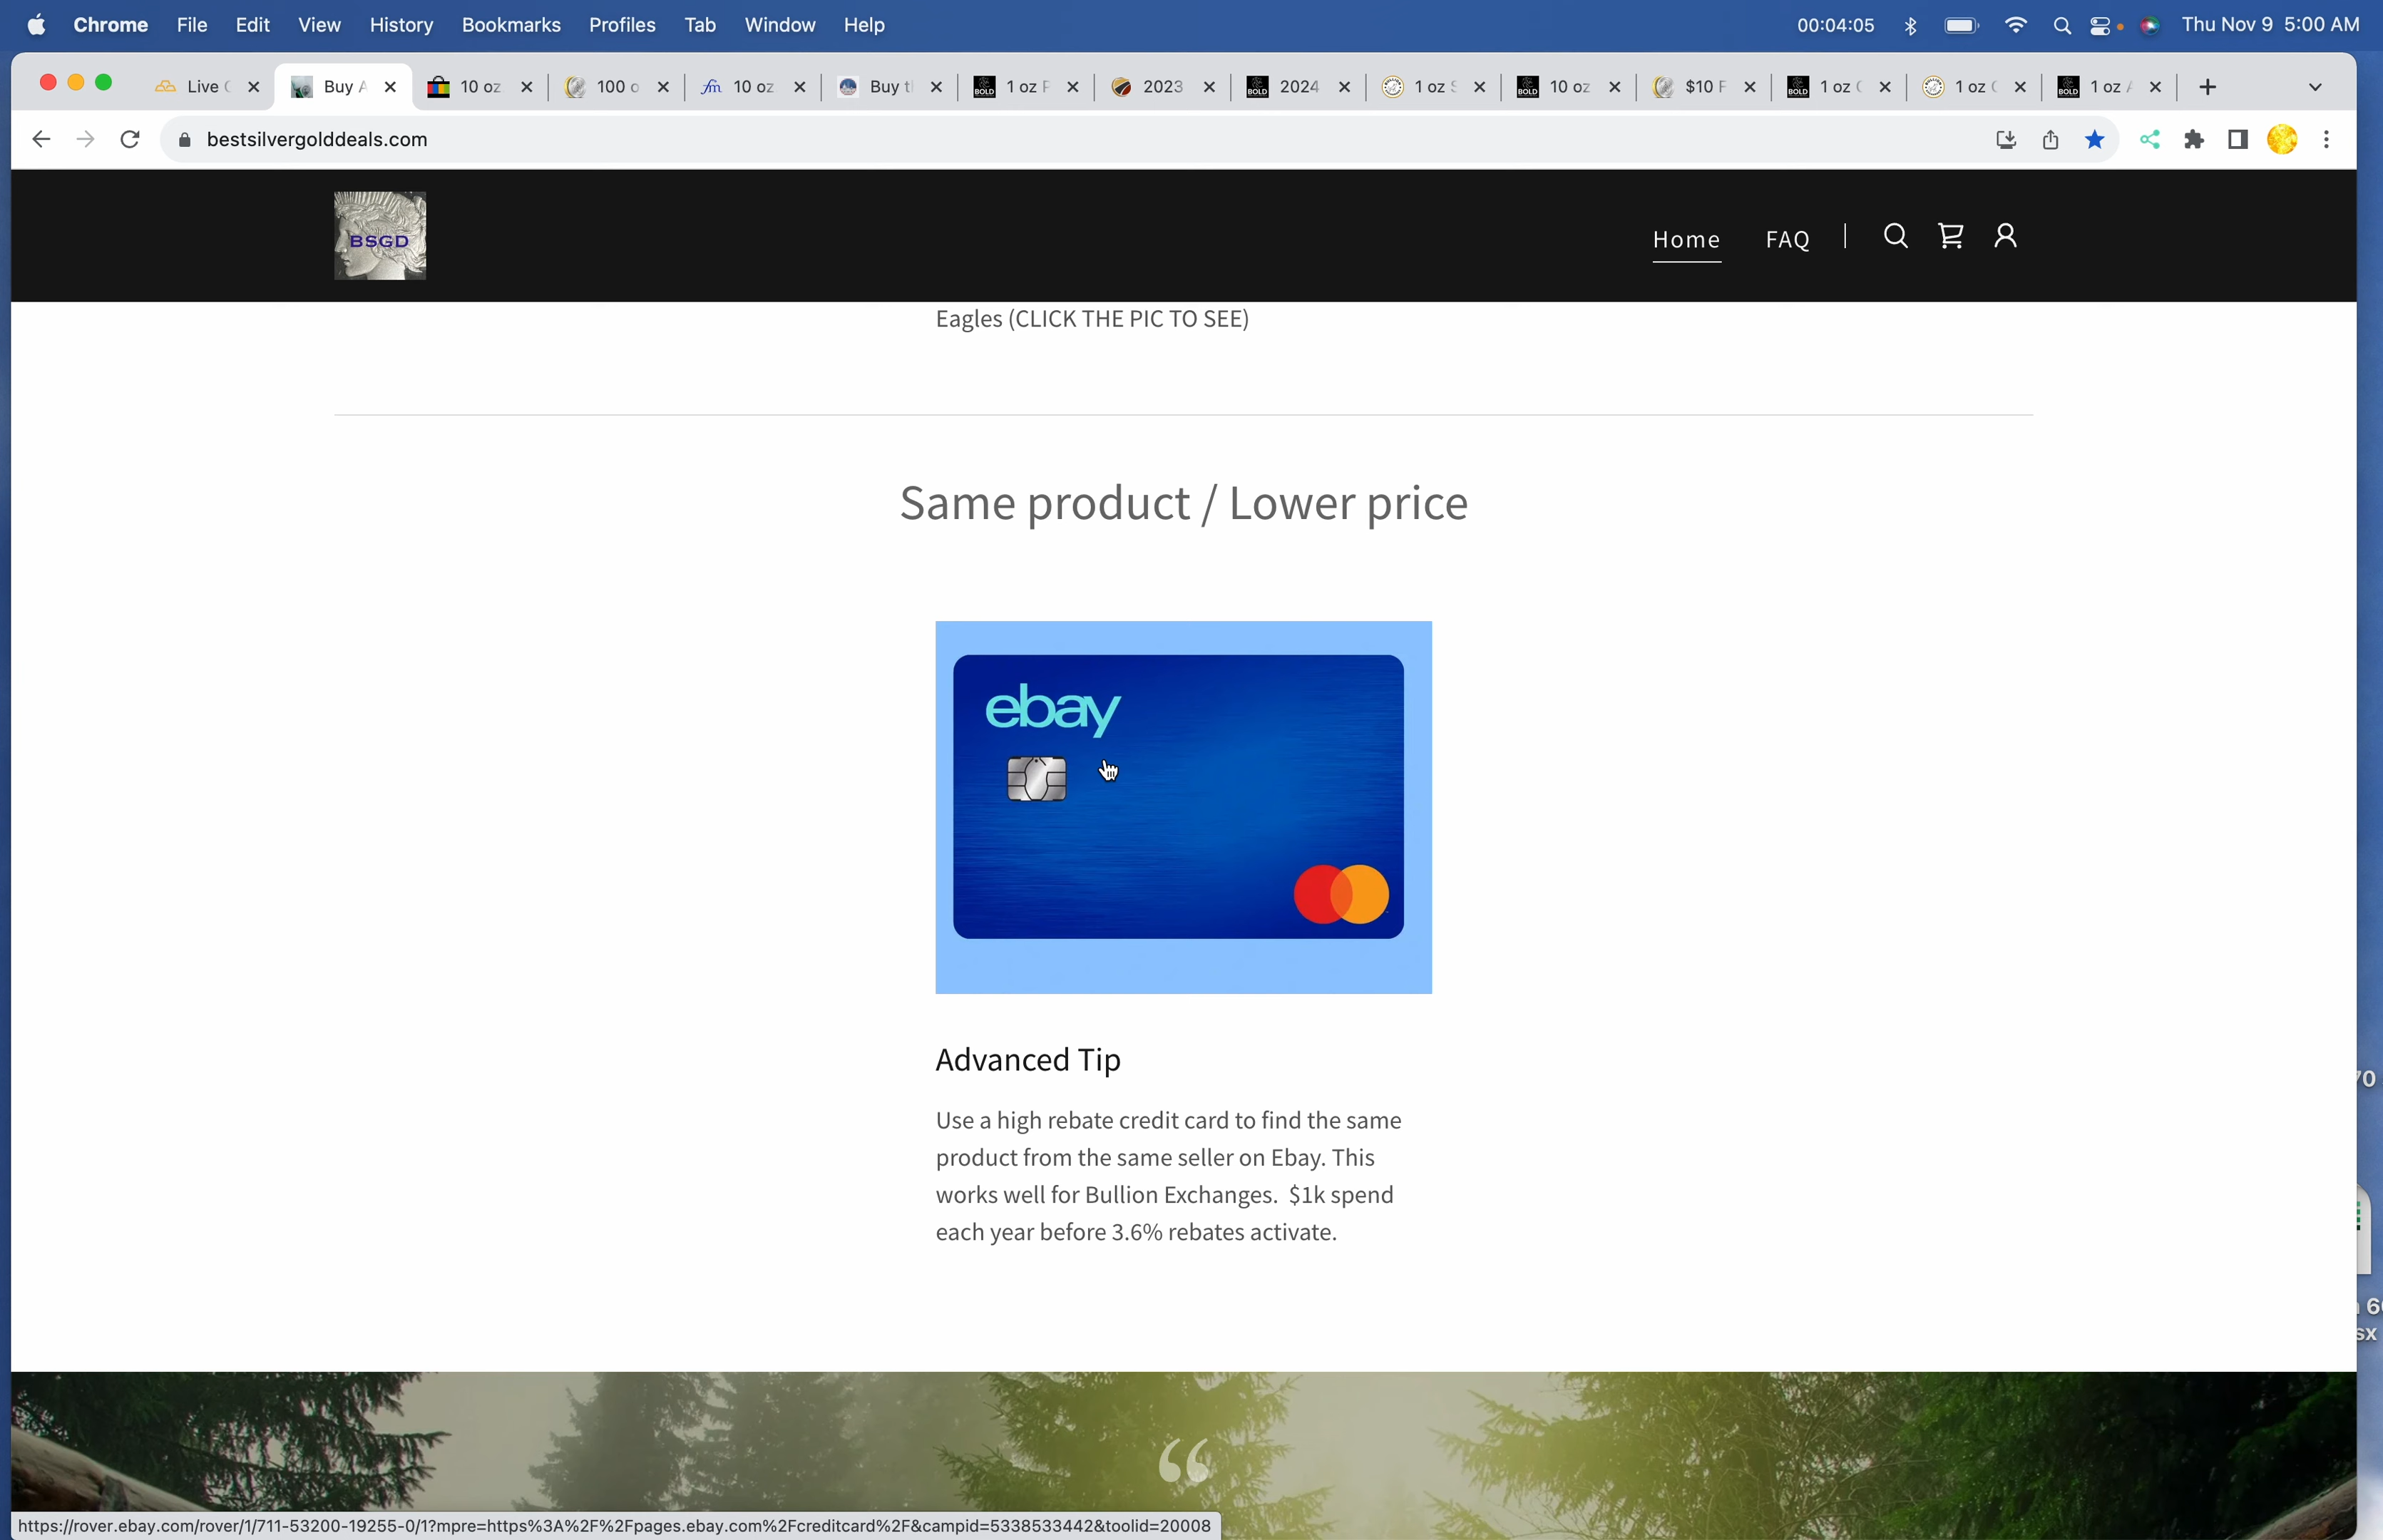 Chrome File Edit View History Bookmarks Profiles Tab Window Help 00:04:05 Thu Nov 9 5:00 AM
Live Buy A 10 oz 100 o 10 oz Buy t 1 oz F 2023 2024 1 oz S 10 oz $10 F 1 oz 1 oz 1 oz
bestsilvergolddeals.com
BSGD
Home FAQ
Eagles (CLICK THE PIC TO SEE)
Same product / Lower price
ebay
Advanced Tip
Use a high rebate credit card to find the same
product from the same seller on Ebay. This
works well for Bullion Exchanges. $1k spend
each year before 3.6% rebates activate.
“
https://rover.ebay.com/rover/1/711-53200-19255-0/1?mpre=https%3A%2F%2Fpages.ebay.com%2Fcreditcard%2F&campid=5338533442&toolid=20008